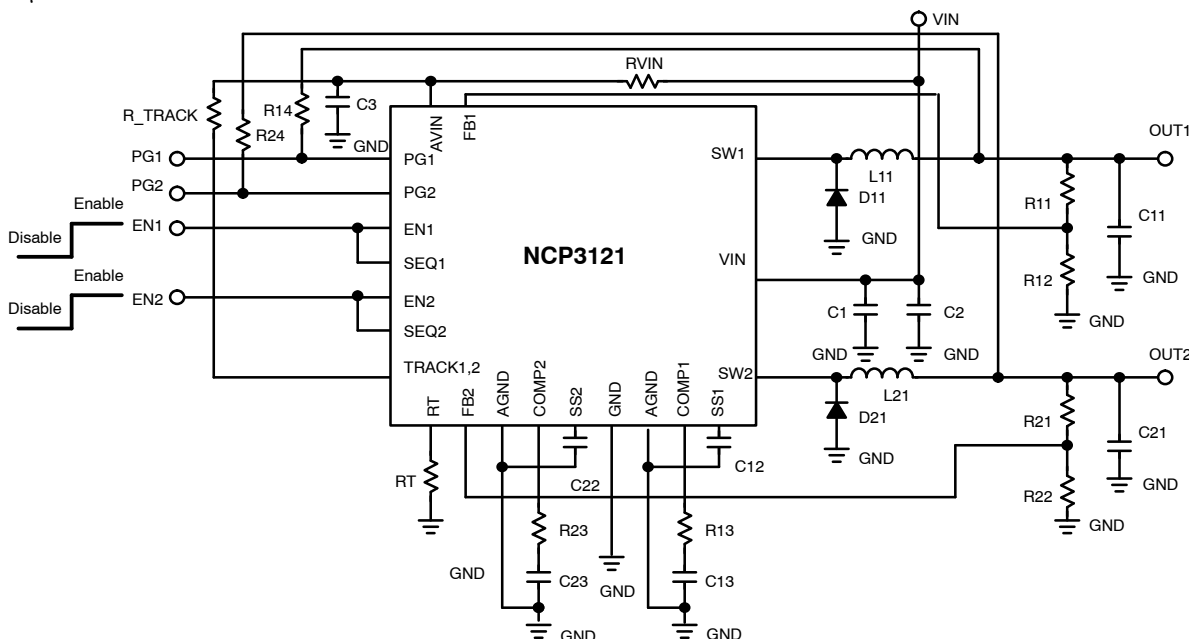 VIN
RVIN
R_TRACK
R14
C3
R24
GND
AVIN
FB1
OUT1
PG1
PG1
SW1
L11
PG2
PG2
D11
R11
C11
Enable
EN1
EN1
Disable
GND
SEQ1
NCP3121
VIN
R12
GND
Enable
EN2
EN2
Disable
SEQ2
C1
C2
GND
GND
GND
OUT2
TRACK1,2
SW2
L21
RT
FB2
AGND
COMP2
SS2
GND
AGND
COMP1
SS1
D21
R21
C21
GND
C12
RT
C22
R22
GND
GND
R23
R13
GND
C23
GND
C13
GND
GND